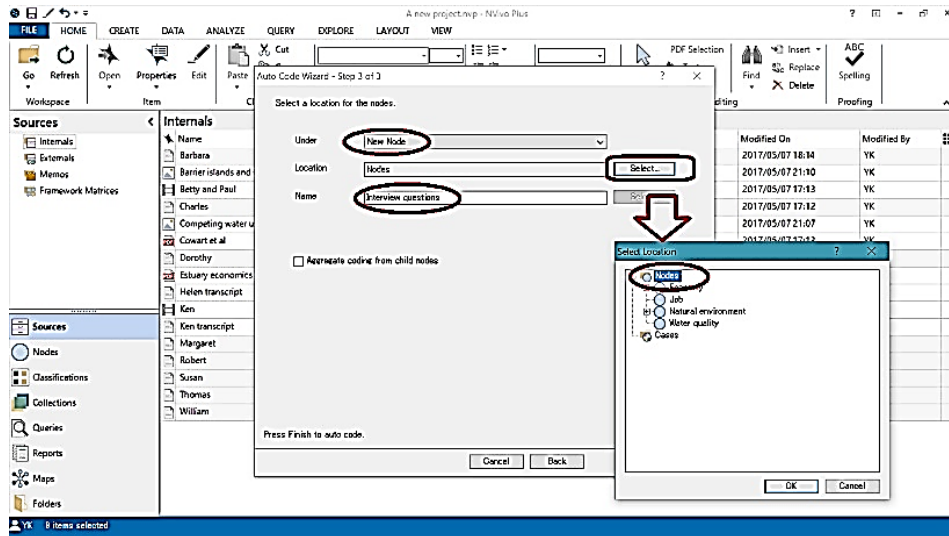 A new project.nvp - NVivo Plus
FILE HOME CREATE DATA ANALYZE QUERY EXPLORE LAYOUT VIEW
Go Refresh Open Properties Edit Paste Cut PDF Selection Find Insert Replace Delete ABC Spelling
Workspace Item Proofing
Auto Code Wizard - Step 3 of 3
Select a location for the nodes.
Under New Node
Location Nodes Select...
Name Interview questions
Aggregate coding from child nodes
Press Finish to auto code.
Cancel Back
Sources
Internals
Externals
Memos
Framework Matrices
Sources
Nodes
Classifications
Collections
Queries
Reports
Maps
Folders
Internals
Name Modified On Modified By
Barbara 2017/05/07 18:14 YK
Barrier islands and 2017/05/07 21:10 YK
Betty and Paul 2017/05/07 17:13 YK
Charles 2017/05/07 17:12 YK
Competing water u 2017/05/07 21:07 YK
Cowart et al
Dorothy
Estuary economics
Helen transcript
Ken
Ken transcript
Margaret
Robert
Susan
Thomas
William
Select Location
Nodes
Job
Natural environment
Water quality
Cases
OK Cancel
YK 8 items selected